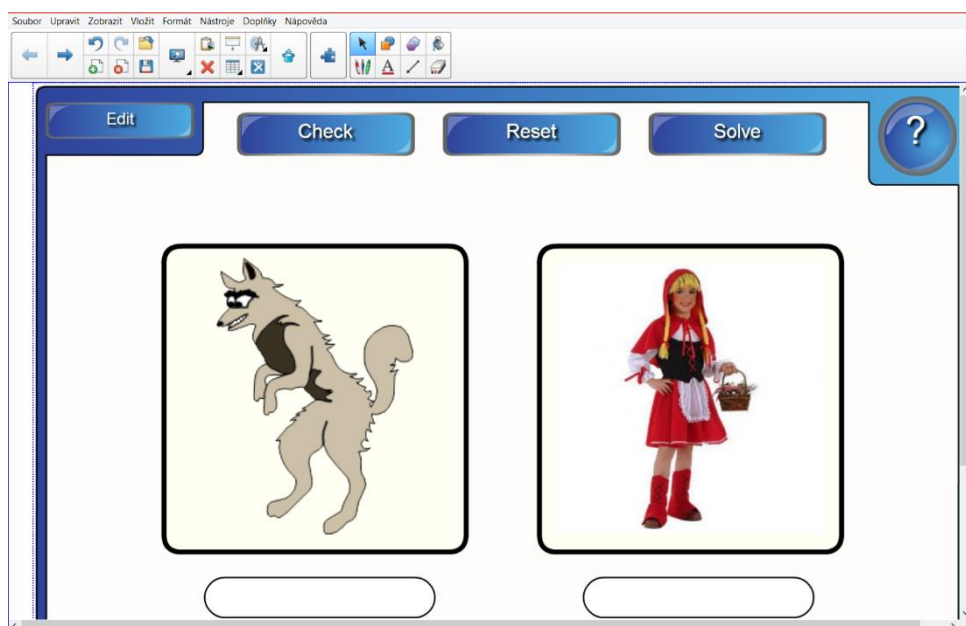 Soubor Upravit Zobrazit Vložit Formát Nástroje Doplňky Nápověda
Edit
Check
Reset
Solve
?